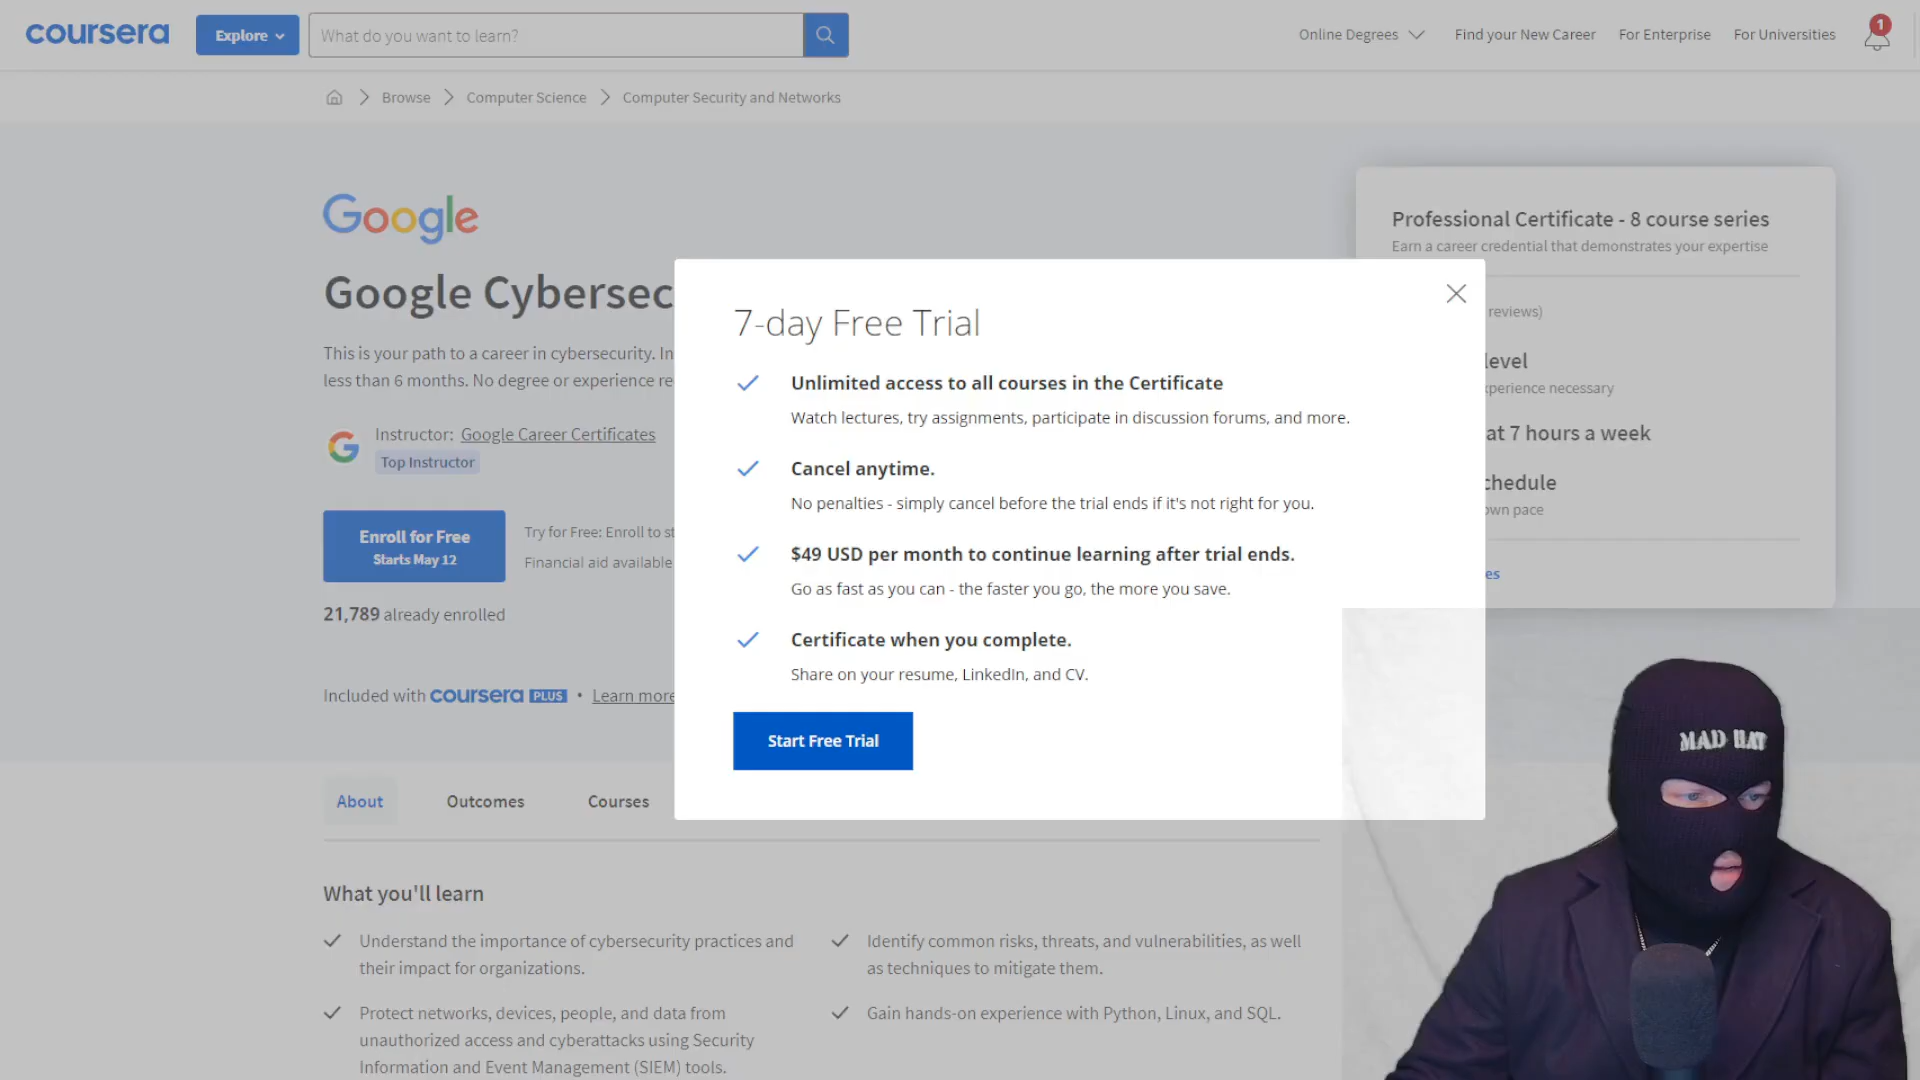 coursera
Explore
What do you want to learn?
Online Degrees
Find your New Career
For Enterprise
For Universities
1
Browse
Computer Science
Computer Security and Networks
Google
Google Cybersec
This is your path to a career in cybersecurity. In
less than 6 months. No degree or experience re
Instructor: Google Career Certificates
Top Instructor
Enroll for Free
Starts May 12
Try for Free: Enroll to st
Financial aid available
21,789 already enrolled
Included with coursera PLUS • Learn more
Professional Certificate - 8 course series
Earn a career credential that demonstrates your expertise
reviews)
level
xperience necessary
at 7 hours a week
chedule
own pace
es
7-day Free Trial
Unlimited access to all courses in the Certificate
Watch lectures, try assignments, participate in discussion forums, and more.
Cancel anytime.
No penalties - simply cancel before the trial ends if it's not right for you.
$49 USD per month to continue learning after trial ends.
Go as fast as you can - the faster you go, the more you save.
Certificate when you complete.
Share on your resume, LinkedIn, and CV.
Start Free Trial
MAD HAT
About
Outcomes
Courses
What you'll learn
Understand the importance of cybersecurity practices and
their impact for organizations.
Identify common risks, threats, and vulnerabilities, as well
as techniques to mitigate them.
Protect networks, devices, people, and data from
unauthorized access and cyberattacks using Security
Information and Event Management (SIEM) tools.
Gain hands-on experience with Python, Linux, and SQL.